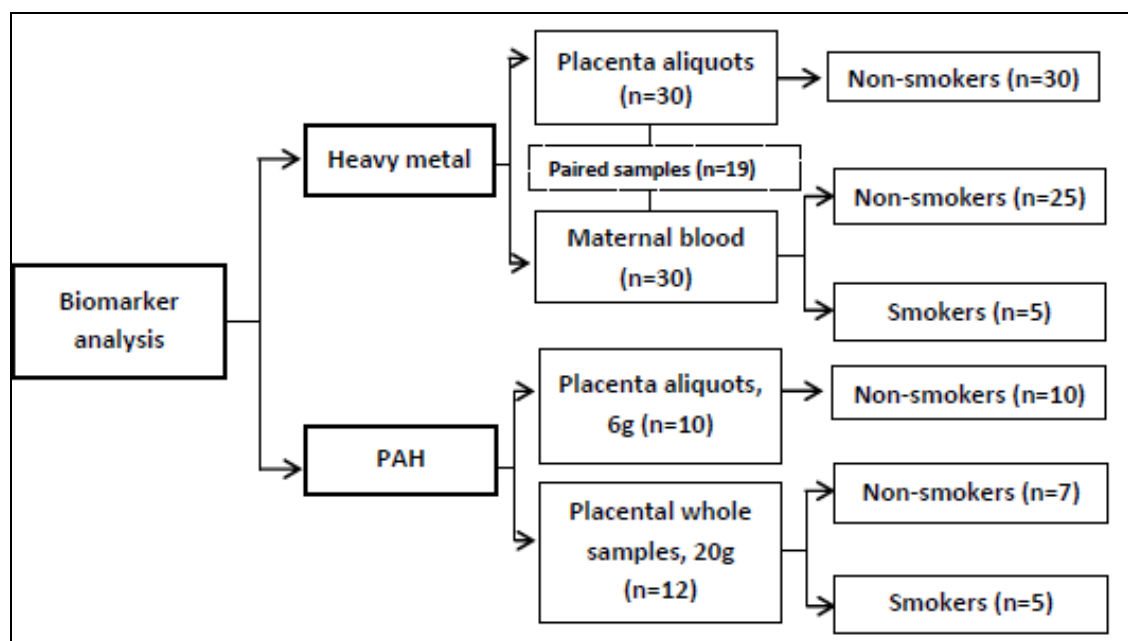 Biomarker
analysis
Heavy metal
Placenta aliquots
(n=30)
Non-smokers (n=30)
Paired samples (n=19)
Maternal blood
(n=30)
Non-smokers (n=25)
Smokers (n=5)
PAH
Placenta aliquots,
6g (n=10)
Non-smokers (n=10)
Placental whole
samples, 20g
(n=12)
Non-smokers (n=7)
Smokers (n=5)